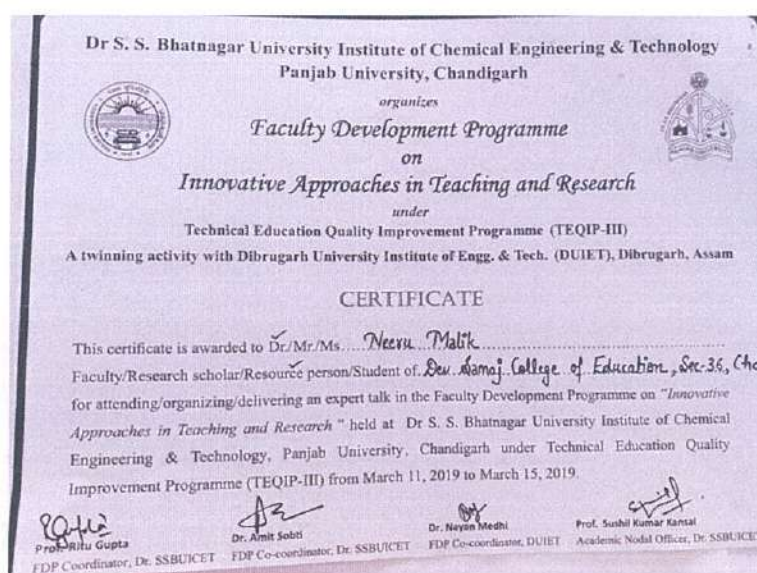 Dr S. S. Bhatnagar University Institute of Chemical Engineering & Technology
Panjab University, Chandigarh
organizes
Faculty Development Programme
on
Innovative Approaches in Teaching and Research
under
Technical Education Quality Improvement Programme (TEQIP-III)
A twinning activity with Dibrugarh University Institute of Engg. & Tech. (DUIET), Dibrugarh, Assam
CERTIFICATE
This certificate is awarded to Dr./Mr./Ms.... Neeru Malik
Faculty/Research scholar/Resource person/Student of. Dev Samaj College of Education, Sec-36, Chd
for attending/organizing/delivering an expert talk in the Faculty Development Programme on "Innovative
Approaches in Teaching and Research " held at Dr S. S. Bhatnagar University Institute of Chemical
Engineering & Technology, Panjab University, Chandigarh under Technical Education Quality
Improvement Programme (TEQIP-III) from March 11, 2019 to March 15, 2019.
Prof. Ritu Gupta Dr. Amit Sobti Dr. Nayan Medhi Prof. Sushil Kumar Kansal
FDP Coordinator, Dr. SSBUICET FDP Co-coordinator, Dr. SSBUICET FDP Co-coordinator, DUIET Academic Nodal Officer, Dr. SSBUICET